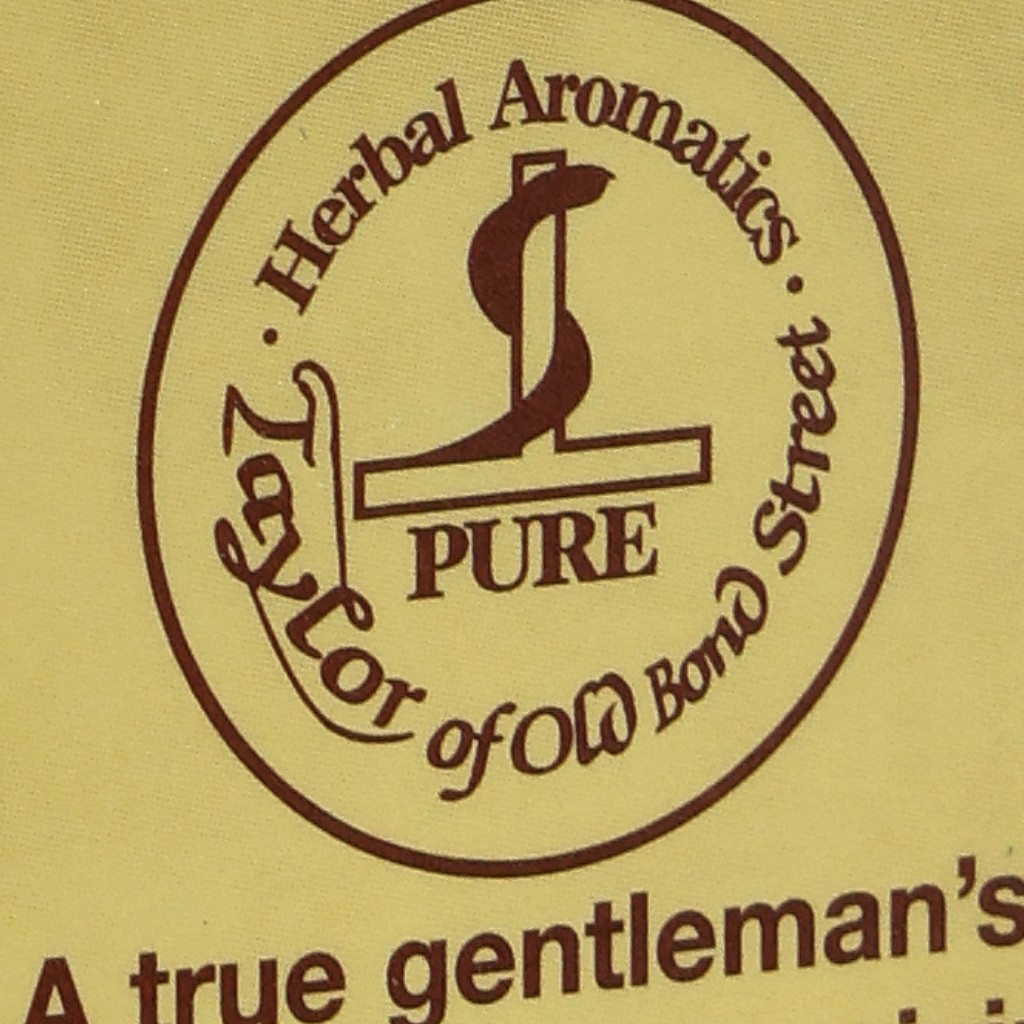 · Herbal Aromatics ·
PURE
Taylor of Old Bond Street
A true gentleman's